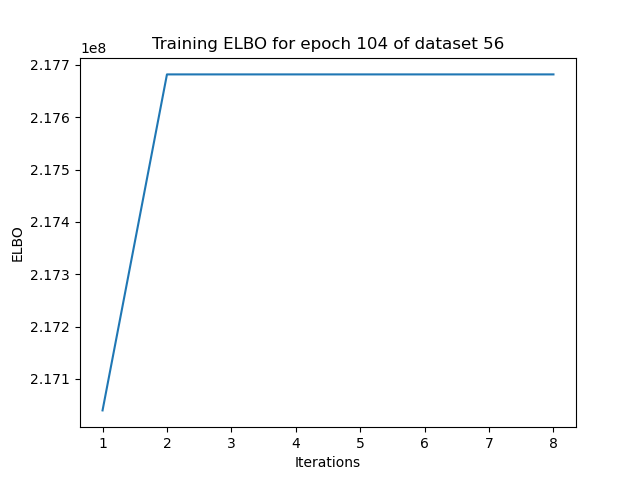 Training ELBO for epoch 104 of dataset 56
1e8
2.177
2.176
2.175
2.174
2.173
2.172
2.171
ELBO
1 2 3 4 5 6 7 8
Iterations